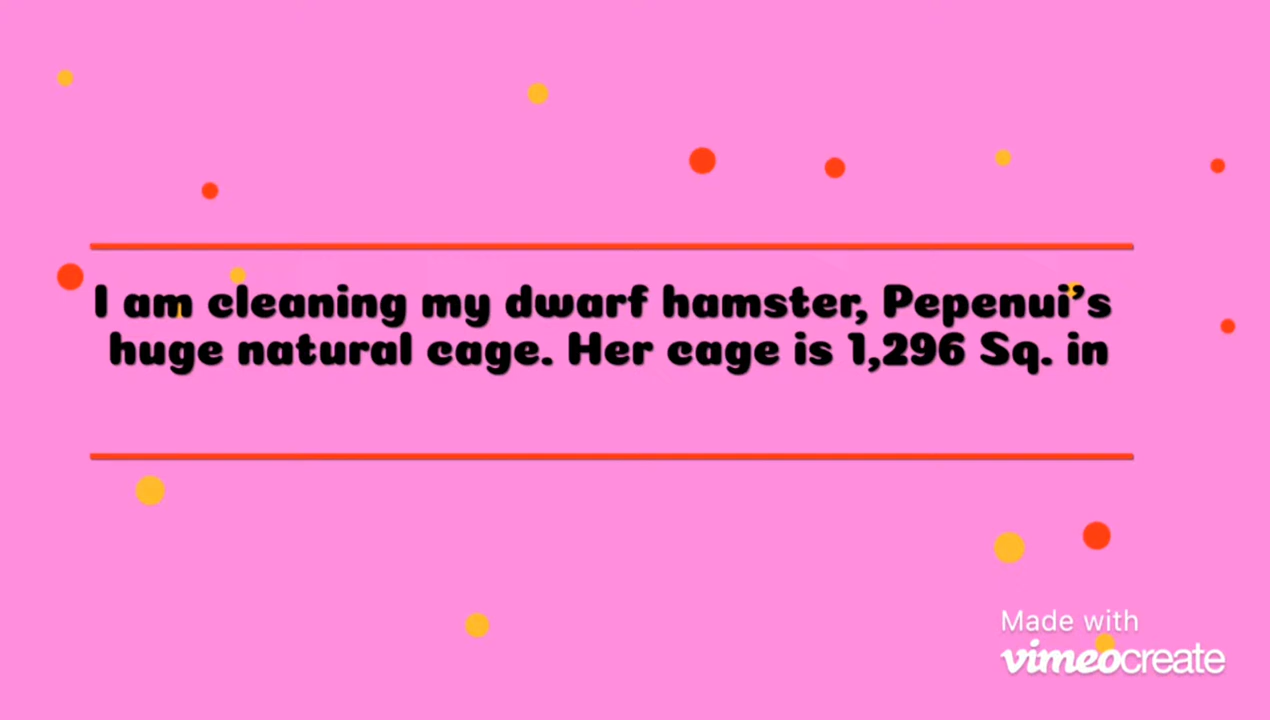 I am cleaning my dwarf hamster, Pepenui’s
huge natural cage. Her cage is 1,296 Sq. in
Made with
vimeocreate